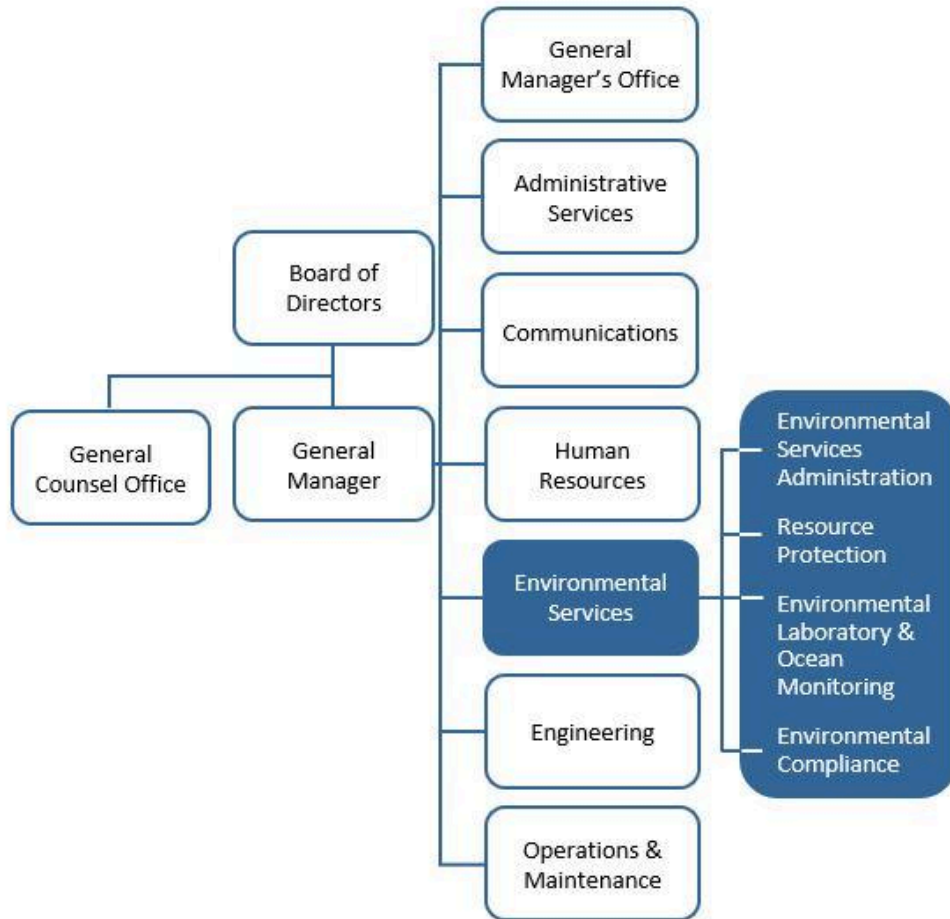 General
Manager's Office
Administrative
Services
Board of
Directors
Communications
General
Counsel Office
General
Manager
Human
Resources
Environmental
Services
Engineering
Operations &
Maintenance
Environmental
Services
Administration
Resource
Protection
Environmental
Laboratory &
Ocean
Monitoring
Environmental
Compliance